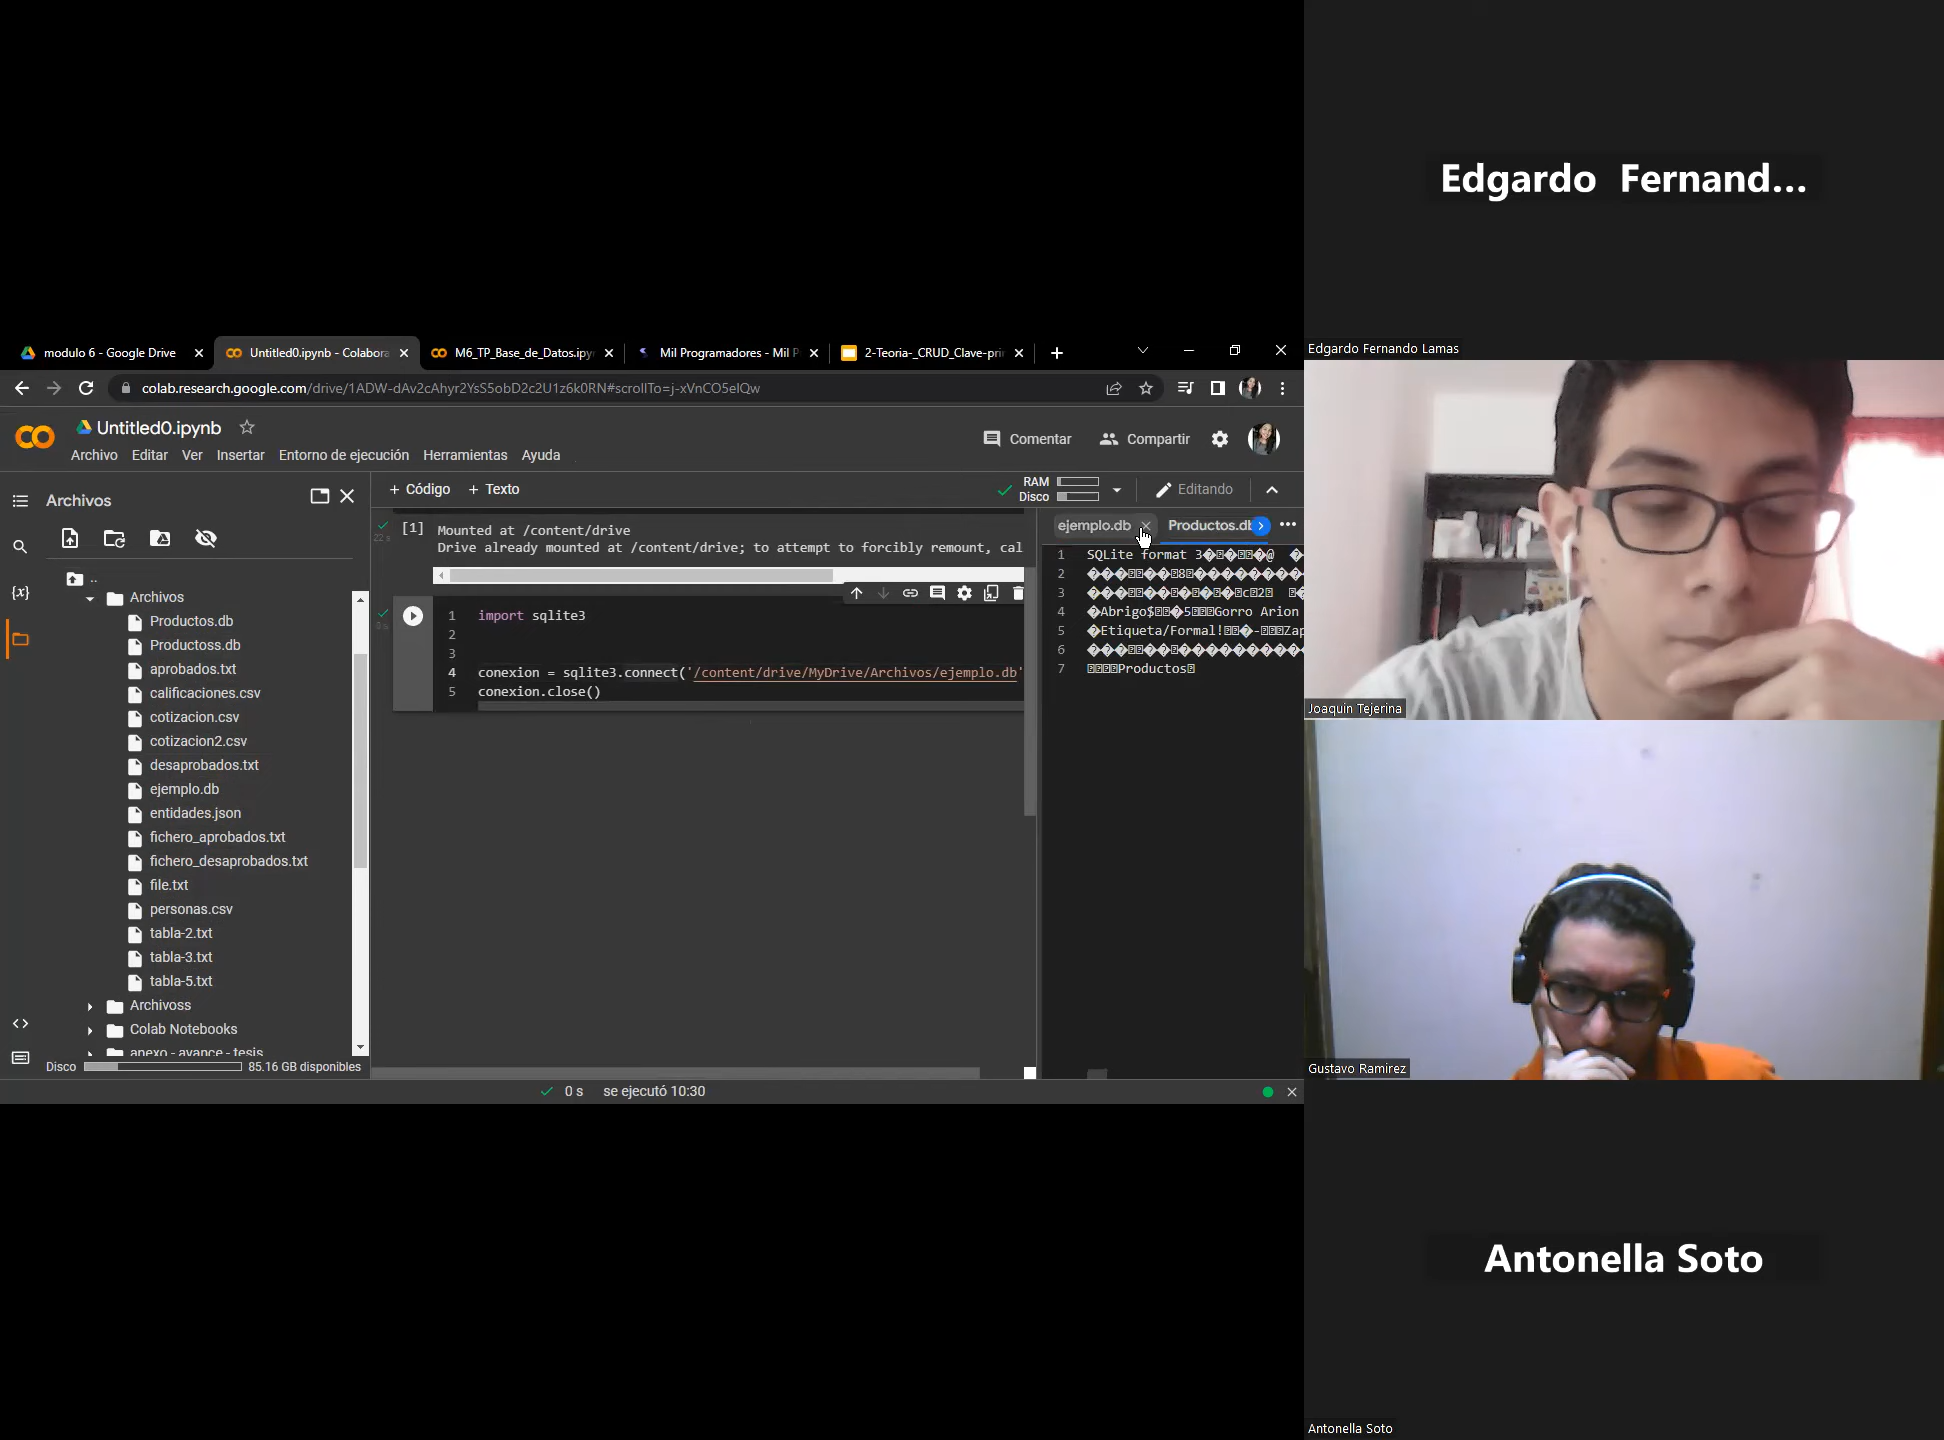 Edgardo Fernand...
Edgardo Fernando Lamas
modulo 6 - Google Drive
Untitled0.ipynb - Colabora
M6_TP_Base_de_Datos.ipy
Mil Programadores - Mil P
2-Teoria-_CRUD_Clave-pri
colab.research.google.com/drive/1ADW-dAv2cAhyr2YsS5obD2c2U1z6k0RN#scrollTo=j-xVnCO5elQw
Untitled0.ipynb
Comentar
Compartir
Archivo Editar Ver Insertar Entorno de ejecución Herramientas Ayuda
Archivos
+ Código + Texto
RAM
Disco
Editando
[1] Mounted at /content/drive
Drive already mounted at /content/drive; to attempt to forcibly remount, cal
22 s
ejemplo.db
Productos.db
..
Archivos
Productos.db
Productoss.db
aprobados.txt
calificaciones.csv
cotizacion.csv
cotizacion2.csv
desaprobados.txt
ejemplo.db
entidades.json
fichero_aprobados.txt
fichero_desaprobados.txt
file.txt
personas.csv
tabla-2.txt
tabla-3.txt
tabla-5.txt
Archivoss
Colab Notebooks
anexo - avance - tesis
Disco
85.16 GB disponibles
{x}
0 s
1 import sqlite3
2
3
4 conexion = sqlite3.connect('/content/drive/MyDrive/Archivos/ejemplo.db'
5 conexion.close()
1 SQLite format 3
2
3
4 Abrigo$ 5 Gorro Arion
5 Etiqueta/Formal! - Zap
6
7 Productos
0 s se ejecutó 10:30
Joaquin Tejerina
Gustavo Ramirez
Antonella Soto
Antonella Soto